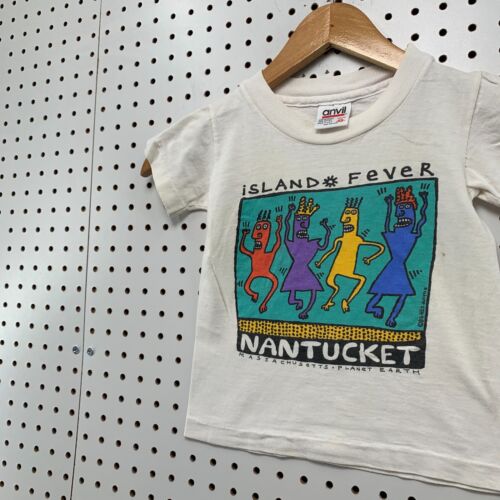 anvil
iSLAND FeVeR
NANTUCKET
MASSACHUSETTS • PLANET EARTH